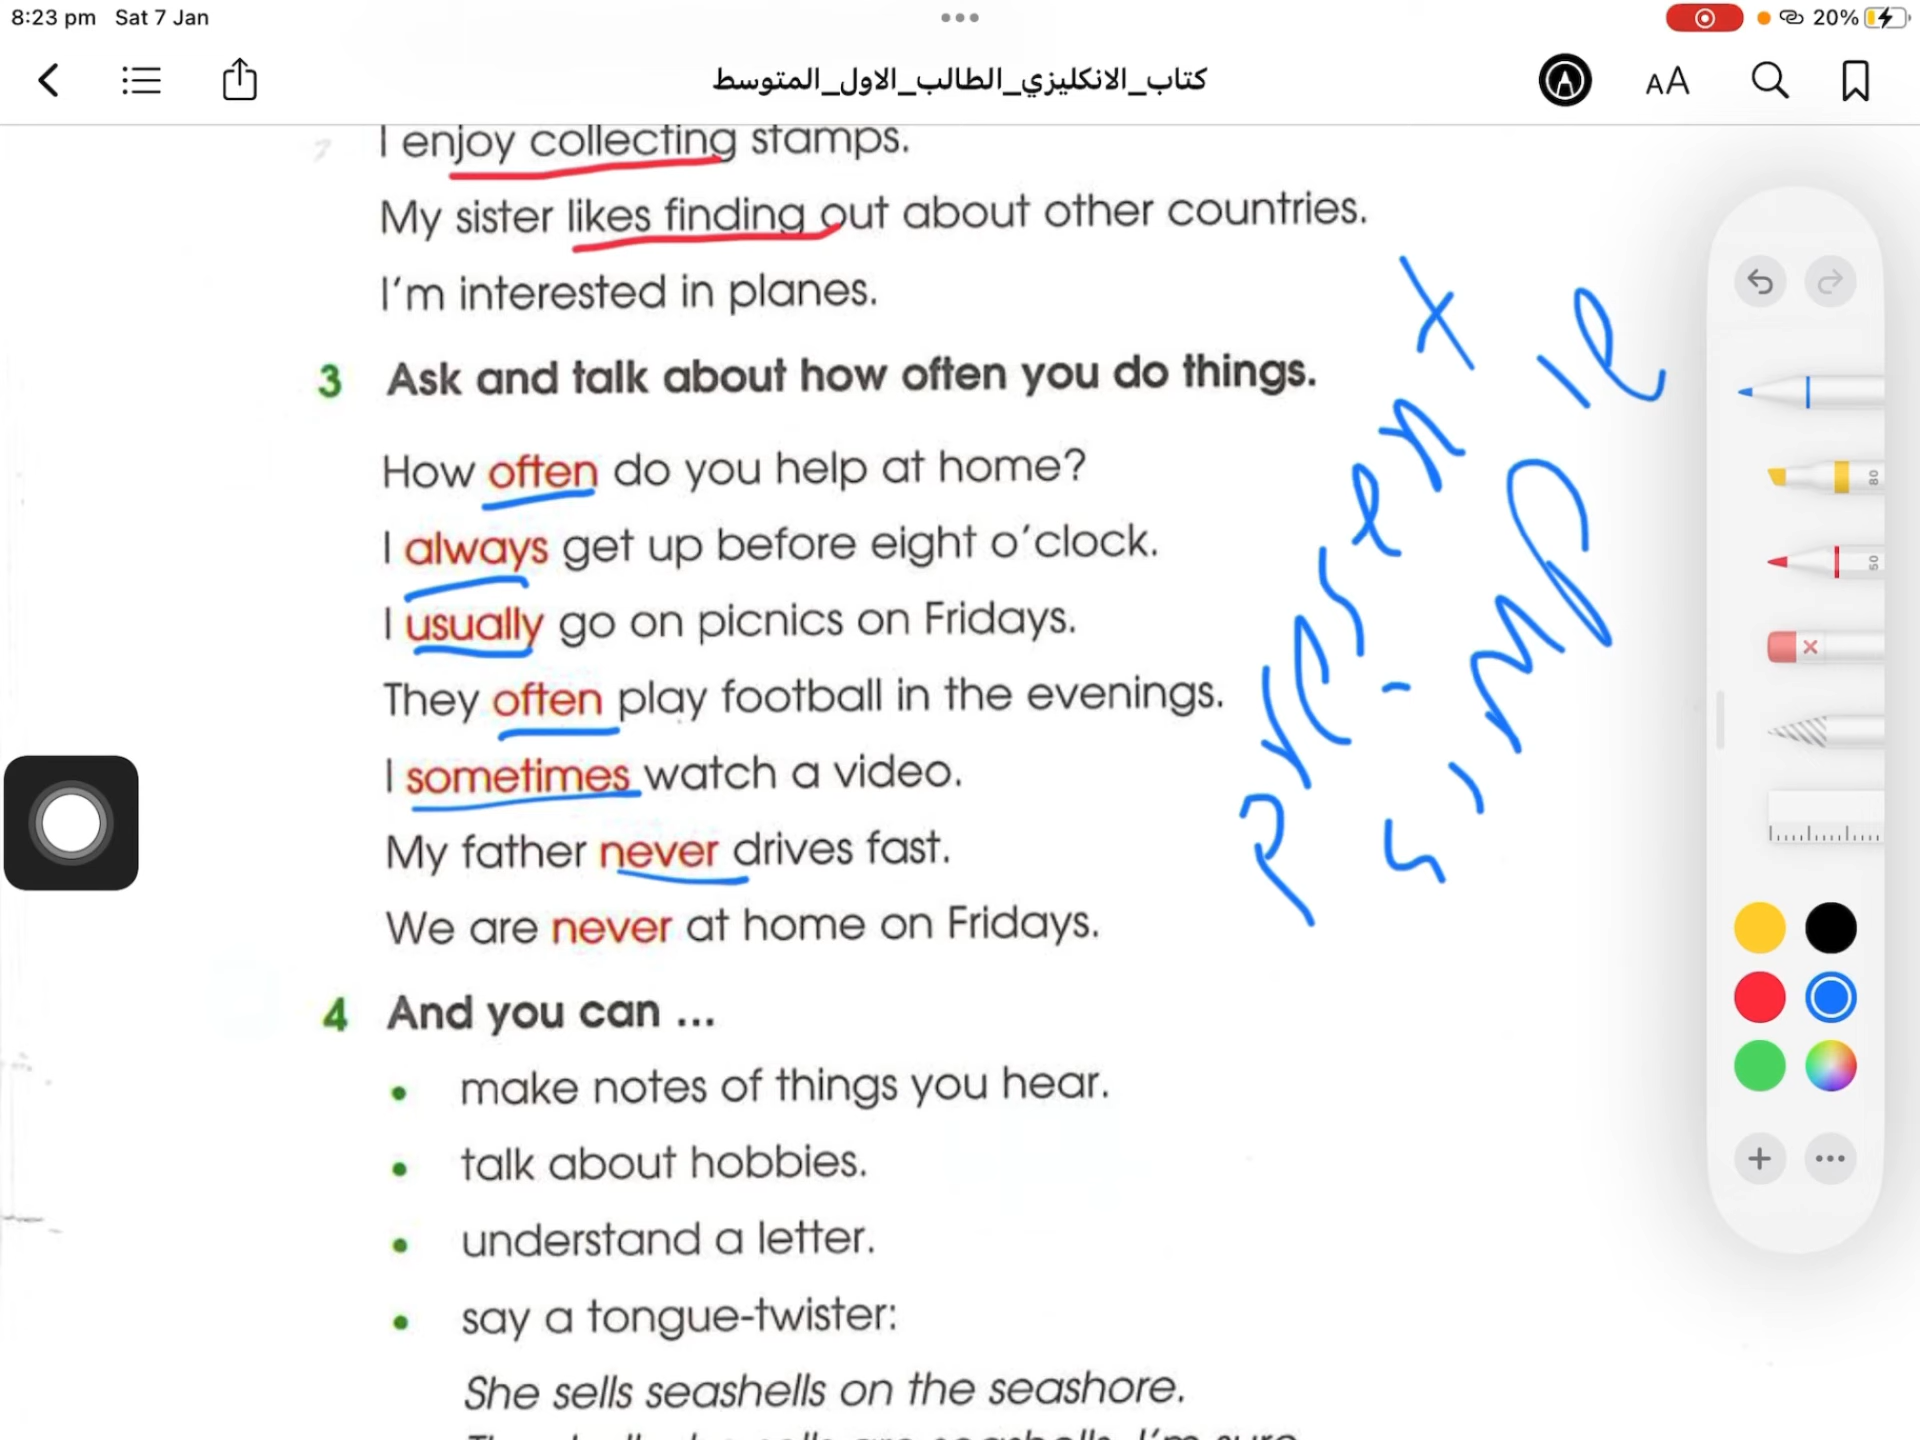 8:23 pm Sat 7 Jan
20%
كتاب_الانكليزي_الطالب_الاول_المتوسط
AA
I enjoy collecting stamps.
My sister likes finding out about other countries.
I'm interested in planes.
3 Ask and talk about how often you do things.
How often do you help at home?
I always get up before eight o'clock.
I usually go on picnics on Fridays.
They often play football in the evenings.
I sometimes watch a video.
My father never drives fast.
We are never at home on Fridays.
present
simple
80
50
4 And you can ...
• make notes of things you hear.
• talk about hobbies.
• understand a letter.
• say a tongue-twister:
She sells seashells on the seashore.